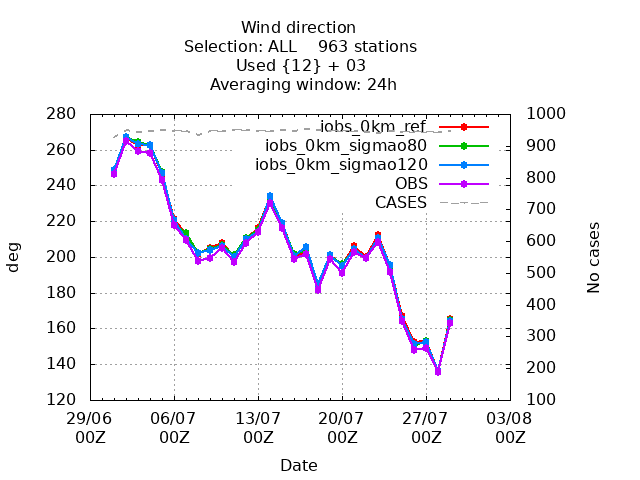 Wind direction
Selection: ALL    963 stations
Used {12} + 03
Averaging window: 24h
280
260
240
220
200
180
160
140
120
deg
1000
900
800
700
600
500
400
300
200
100
No cases
iobs_0km_ref
iobs_0km_sigmao80
iobs_0km_sigmao120
OBS
CASES
29/06 06/07 13/07 20/07 27/07 03/08
00Z 00Z 00Z 00Z 00Z 00Z
Date